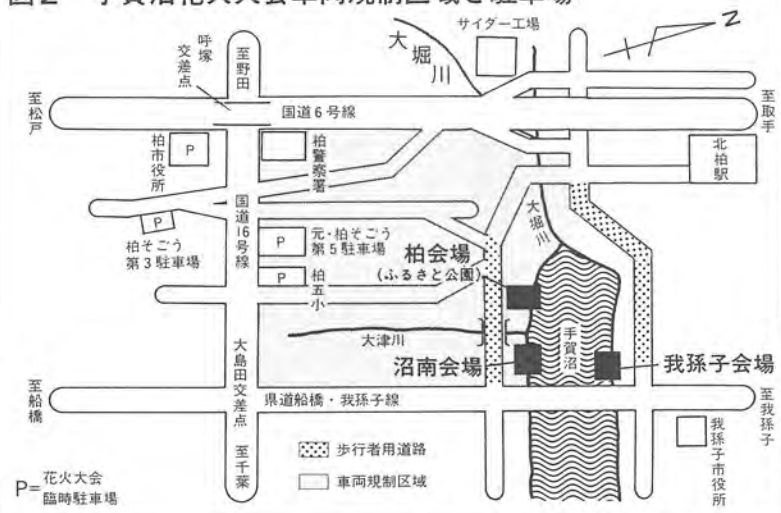 図2 手賀沼花火大会車両規制区域と駐車場
サイダー工場
大堀川
Z
呼塚
交差点
至野田
至松戸
国道6号線
至取手
P
柏市役所
柏警察署
北柏駅
国道16号線
P
柏そごう
第3駐車場
P
元・柏そごう
第5駐車場
大堀川
柏会場
(ふるさと公園)
P
柏五小
大津川
手賀沼
沼南会場
我孫子会場
至船橋
大島田交差点
県道船橋・我孫子線
至我孫子
歩行者用道路
我孫子市役所
至千葉
車両規制区域
P=花火大会
臨時駐車場